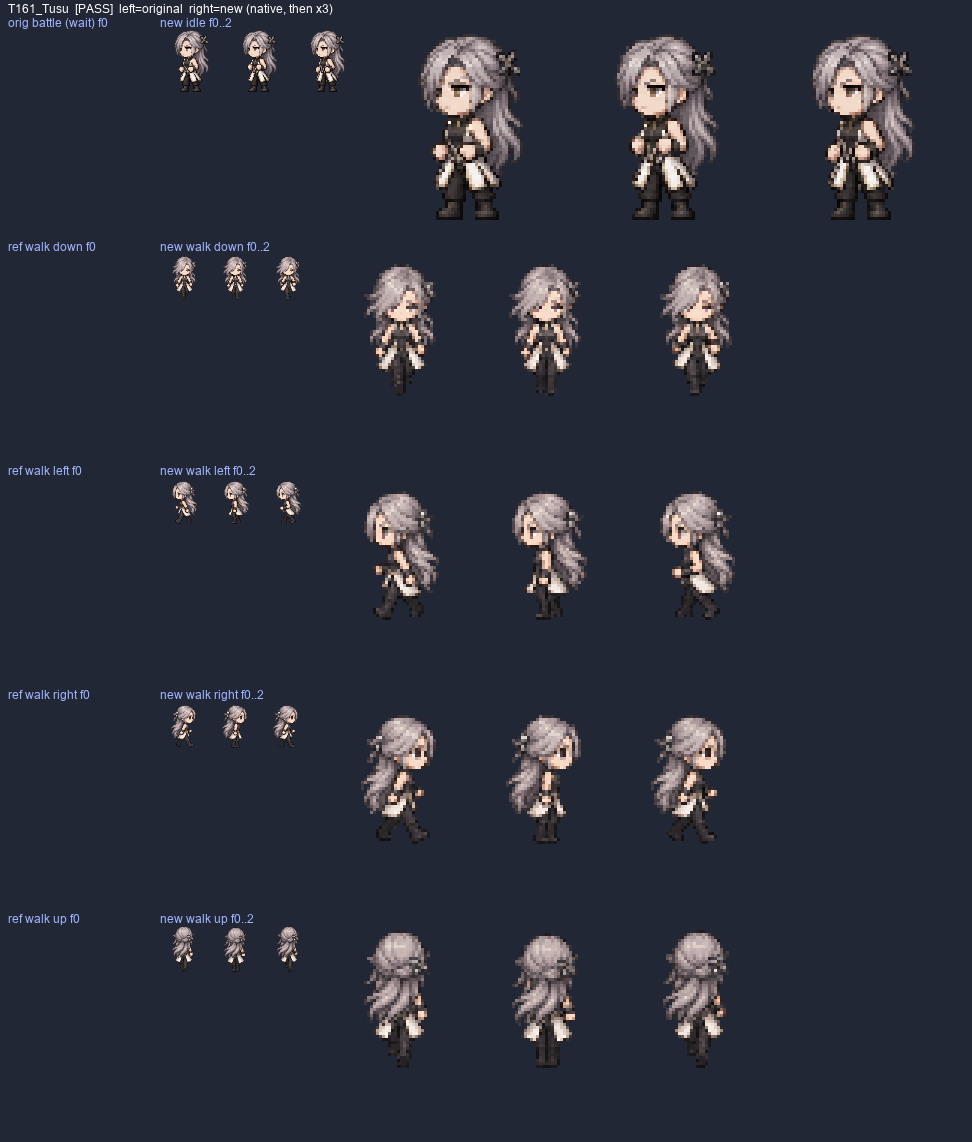 T161_Tusu [PASS] left=original right=new (native, then x3)
orig battle (wait) f0 new idle f0..2
ref walk down f0 new walk down f0..2
ref walk left f0 new walk left f0..2
ref walk right f0 new walk right f0..2
ref walk up f0 new walk up f0..2